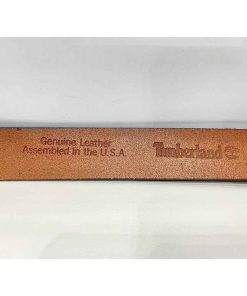 Genuine Leather
Assembled in the U.S.A.
Timberland